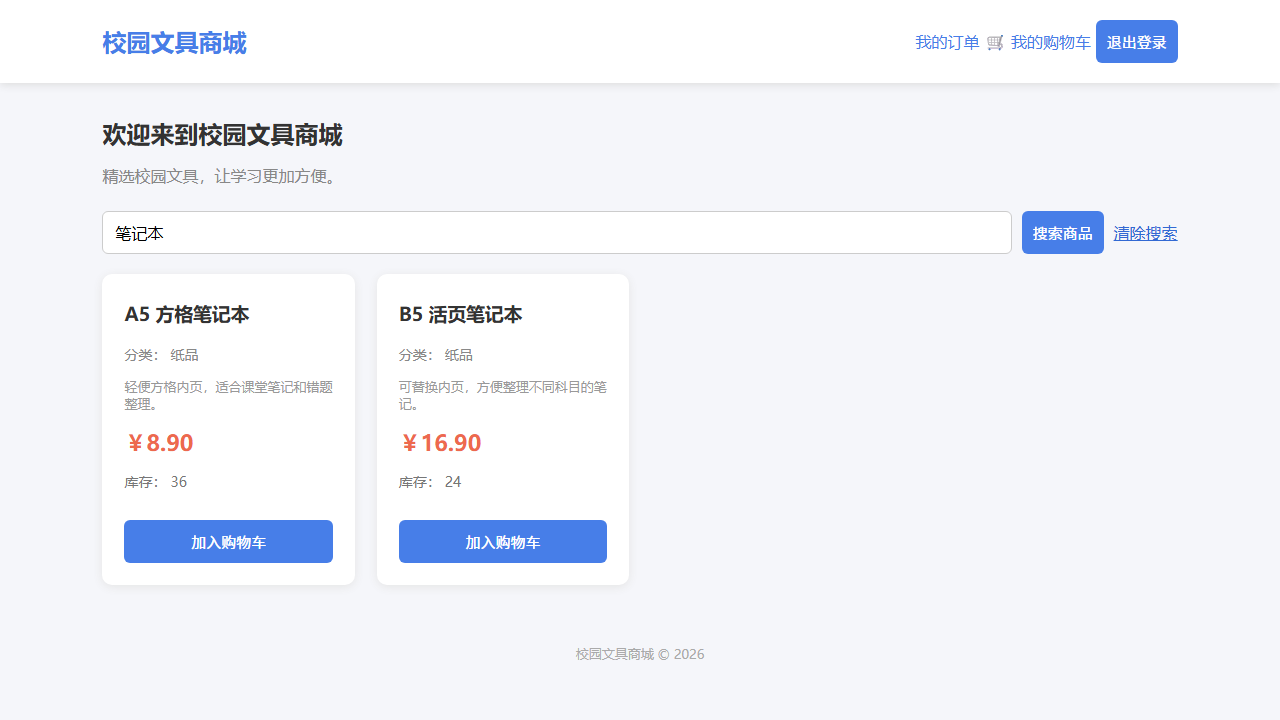 校园文具商城
我的订单 🛒 我的购物车 退出登录
欢迎来到校园文具商城
精选校园文具，让学习更加方便。
笔记本
搜索商品 清除搜索
A5 方格笔记本
分类： 纸品
轻便方格内页，适合课堂笔记和错题
整理。
￥8.90
库存： 36
加入购物车
B5 活页笔记本
分类： 纸品
可替换内页，方便整理不同科目的笔
记。
￥16.90
库存： 24
加入购物车
校园文具商城 © 2026